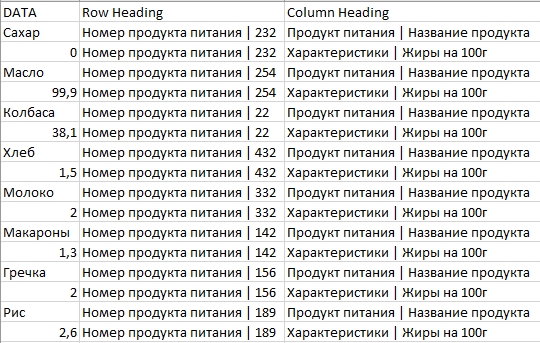 DATA Row Heading Column Heading
Сахар Номер продукта питания | 232 Продукт питания | Название продукта
0 Номер продукта питания | 232 Характеристики | Жиры на 100г
Масло Номер продукта питания | 254 Продукт питания | Название продукта
99,9 Номер продукта питания | 254 Характеристики | Жиры на 100г
Колбаса Номер продукта питания | 22 Продукт питания | Название продукта
38,1 Номер продукта питания | 22 Характеристики | Жиры на 100г
Хлеб Номер продукта питания | 432 Продукт питания | Название продукта
1,5 Номер продукта питания | 432 Характеристики | Жиры на 100г
Молоко Номер продукта питания | 332 Продукт питания | Название продукта
2 Номер продукта питания | 332 Характеристики | Жиры на 100г
Макароны Номер продукта питания | 142 Продукт питания | Название продукта
1,3 Номер продукта питания | 142 Характеристики | Жиры на 100г
Гречка Номер продукта питания | 156 Продукт питания | Название продукта
2 Номер продукта питания | 156 Характеристики | Жиры на 100г
Рис Номер продукта питания | 189 Продукт питания | Название продукта
2,6 Номер продукта питания | 189 Характеристики | Жиры на 100г